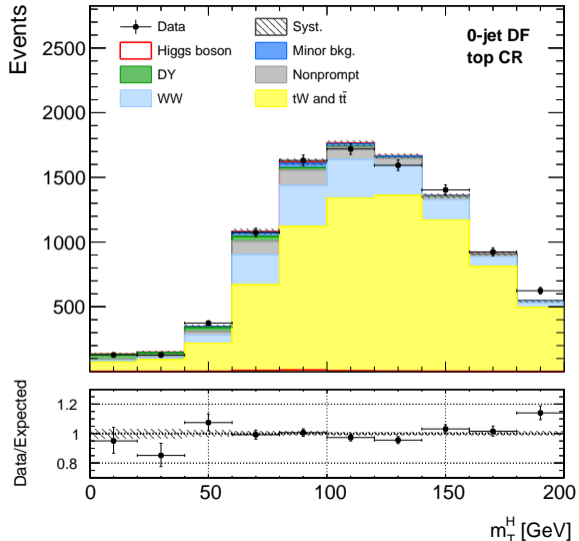 Events
2500
2000
1500
1000
500
Data
Syst.
Higgs boson
Minor bkg.
DY
Nonprompt
WW
tW and tt̄
0-jet DF
top CR
Data/Expected
1.2
1
0.8
0
50
100
150
200
m_T^H [GeV]